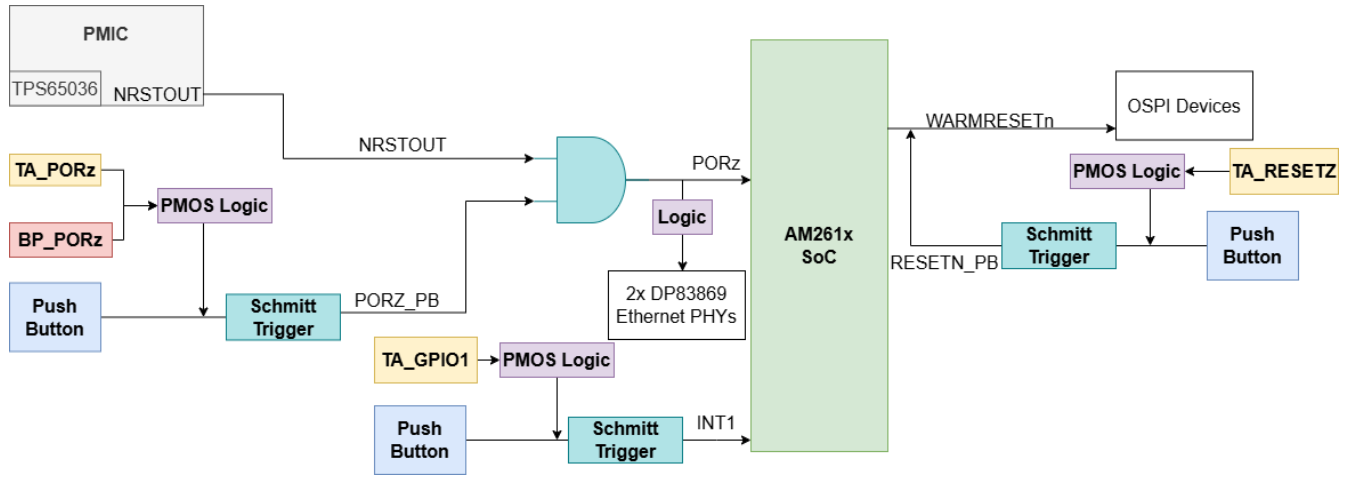 PMIC
TPS65036
NRSTOUT
NRSTOUT
TA_PORz
PMOS Logic
BP_PORz
Push
Button
Schmitt
Trigger
PORZ_PB
PORz
Logic
2x DP83869
Ethernet PHYs
TA_GPIO1
PMOS Logic
Push
Button
Schmitt
Trigger
INT1
AM261x
SoC
WARMRESETn
OSPI Devices
PMOS Logic
TA_RESETZ
RESETN_PB
Schmitt
Trigger
Push
Button